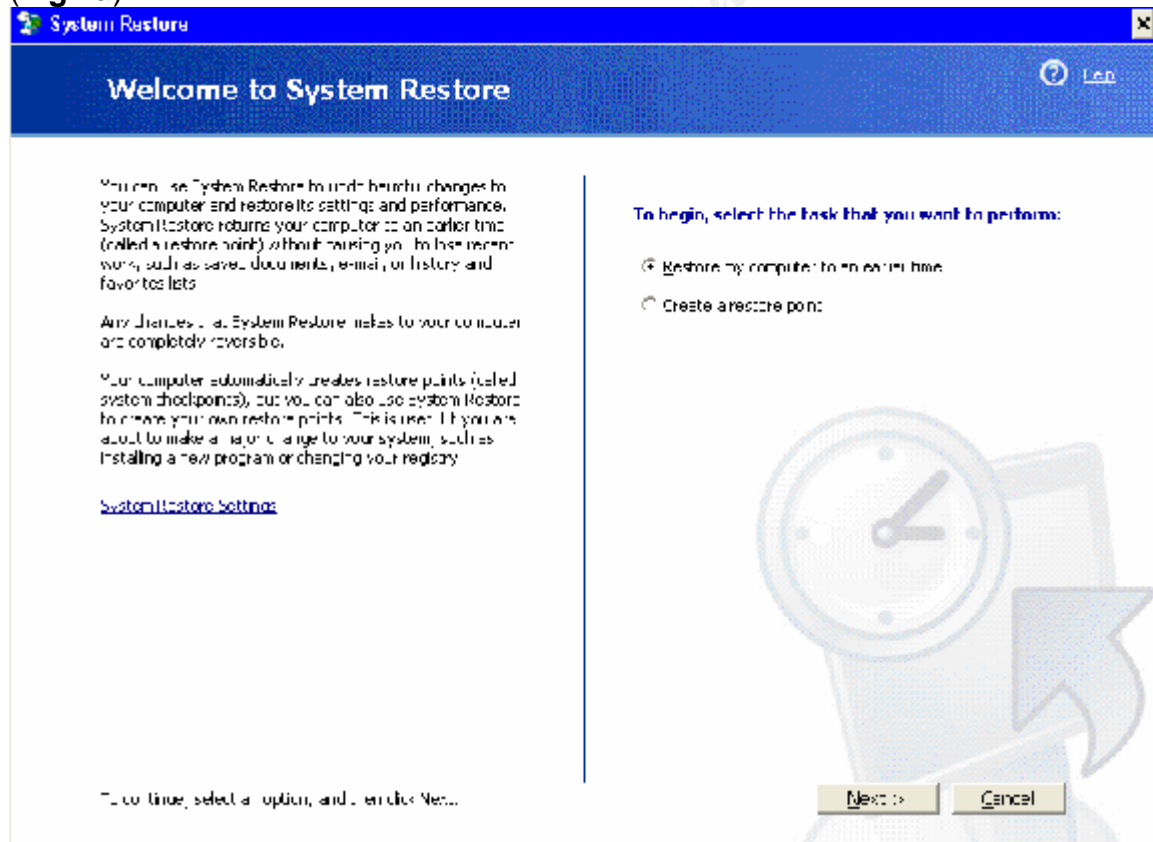 System Restore
Welcome to System Restore
Help
You can use System Restore to undo harmful changes to
your computer and restore its settings and performance.
System Restore returns your computer to an earlier time
(called a restore point) without causing you to lose recent
work, such as saved documents, e-mail, or history and
favorites lists
Any changes that System Restore makes to your computer
are completely reversible.
Your computer automatically creates restore points (called
system checkpoints), but you can also use System Restore
to create your own restore points. This is useful if you are
about to make a major change to your system, such as
installing a new program or changing your registry
System Restore Settings
To begin, select the task that you want to perform:
Restore my computer to an earlier time
Create a restore point
To continue, select an option, and then click Next.
Next >
Cancel